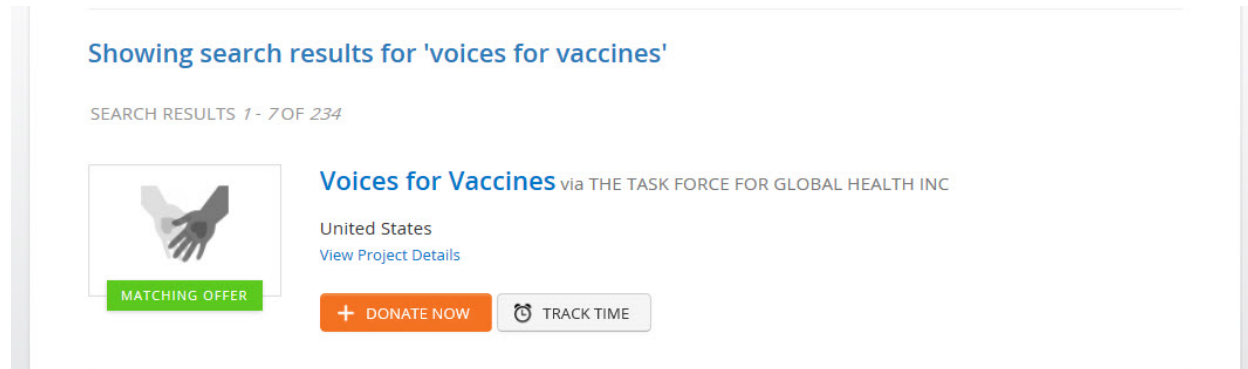 Showing search results for 'voices for vaccines'
SEARCH RESULTS 1 - 7 OF 234
Voices for Vaccines via THE TASK FORCE FOR GLOBAL HEALTH INC
United States
View Project Details
MATCHING OFFER
+ DONATE NOW
TRACK TIME